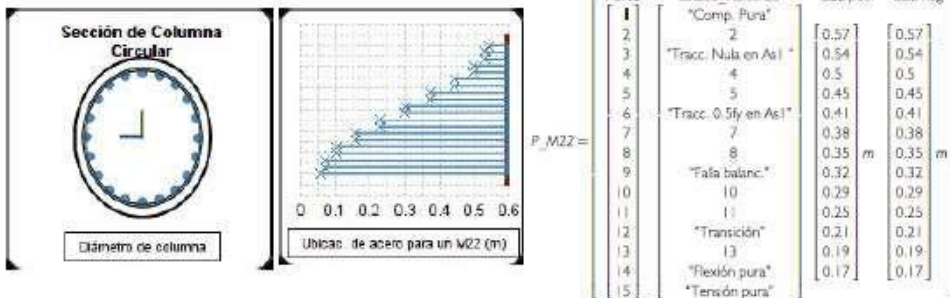 Sección de Columna
Circular
Diámetro de columna
0 0.1 0.2 0.3 0.4 0.5 0.6
Ubicac. de acero para un M22 (m)
P_M22=
1 "Comp. Pura"
2 2 0.57 0.57
3 "Tracc. Nula en As1 " 0.54 0.54
4 4 0.5 0.5
5 5 0.45 0.45
6 "Tracc. 0.5fy en As1" 0.41 0.41
7 7 0.38 0.38
8 8 0.35 m 0.35 m
9 "Falla balanc." 0.32 0.32
10 10 0.29 0.29
11 11 0.25 0.25
12 "Transición" 0.21 0.21
13 13 0.19 0.19
14 "Flexión pura" 0.17 0.17
15 "Tensión pura"